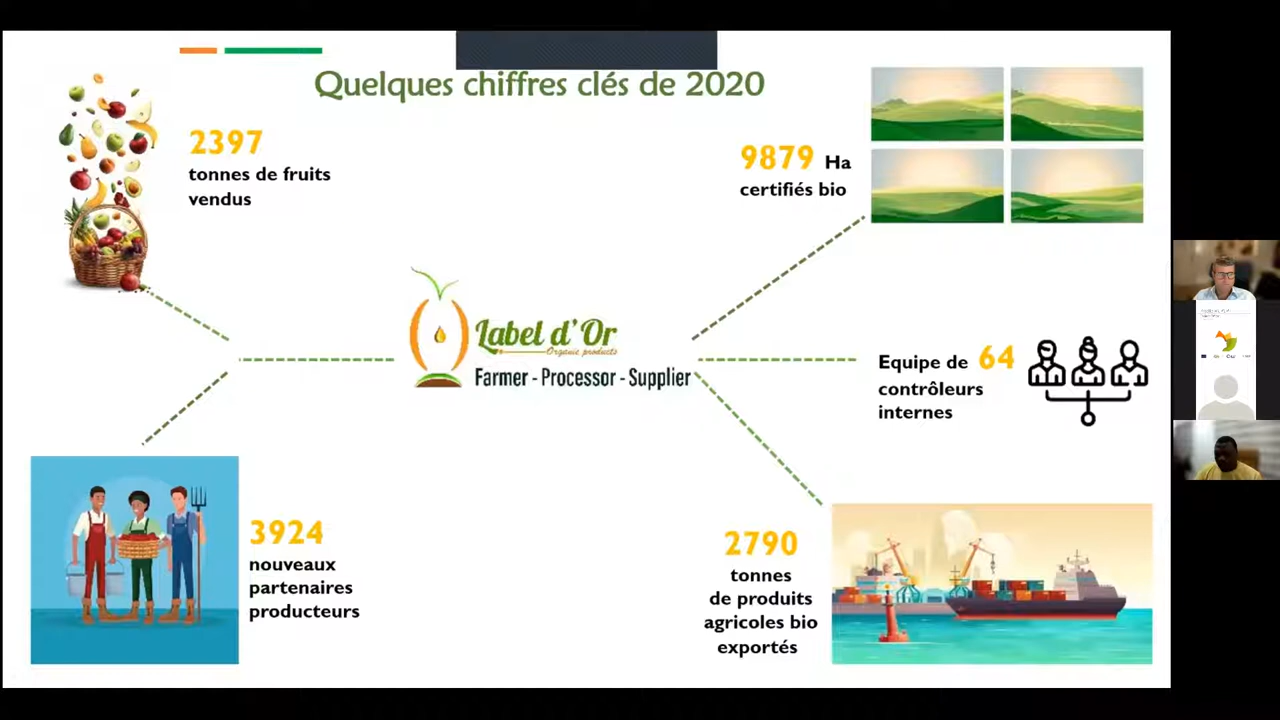 Quelques chiffres clés de 2020
2397
tonnes de fruits
vendus
9879 Ha
certifiés bio
Label d'Or
Organic products
Farmer - Processor - Supplier
Equipe de 64
contrôleurs
internes
3924
nouveaux
partenaires
producteurs
2790
tonnes
de produits
agricoles bio
exportés